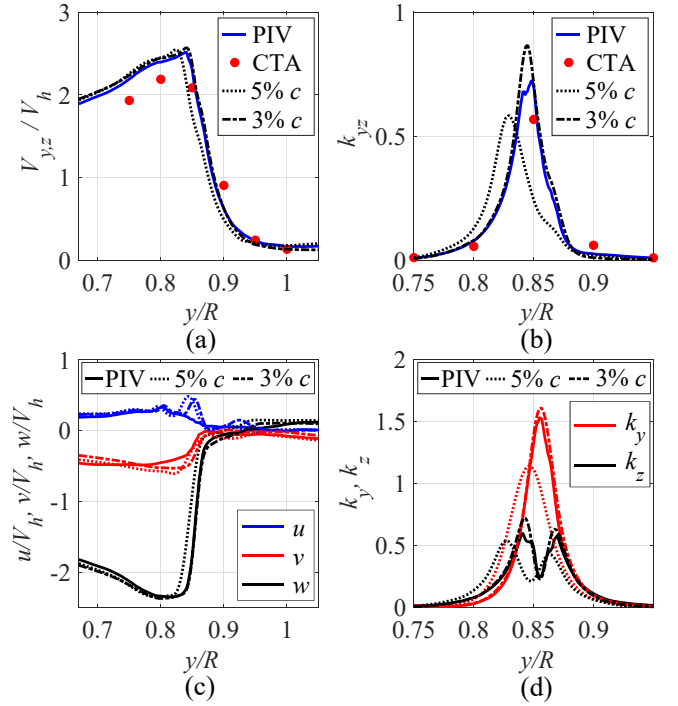 3
2
1
0
V_{y,z} / V_h
PIV
CTA
5% c
3% c
0.7 0.8 0.9 1
y/R
(a)
1
0.5
0
k_{yz}
PIV
CTA
5% c
3% c
0.75 0.8 0.85 0.9
y/R
(b)
1
0
-1
-2
u/V_h, v/V_h, w/V_h
PIV 5% c 3% c
u
v
w
0.7 0.8 0.9 1
y/R
(c)
2
1.5
1
0.5
0
k_y, k_z
PIV 5% c 3% c
k_y
k_z
0.75 0.8 0.85 0.9
y/R
(d)